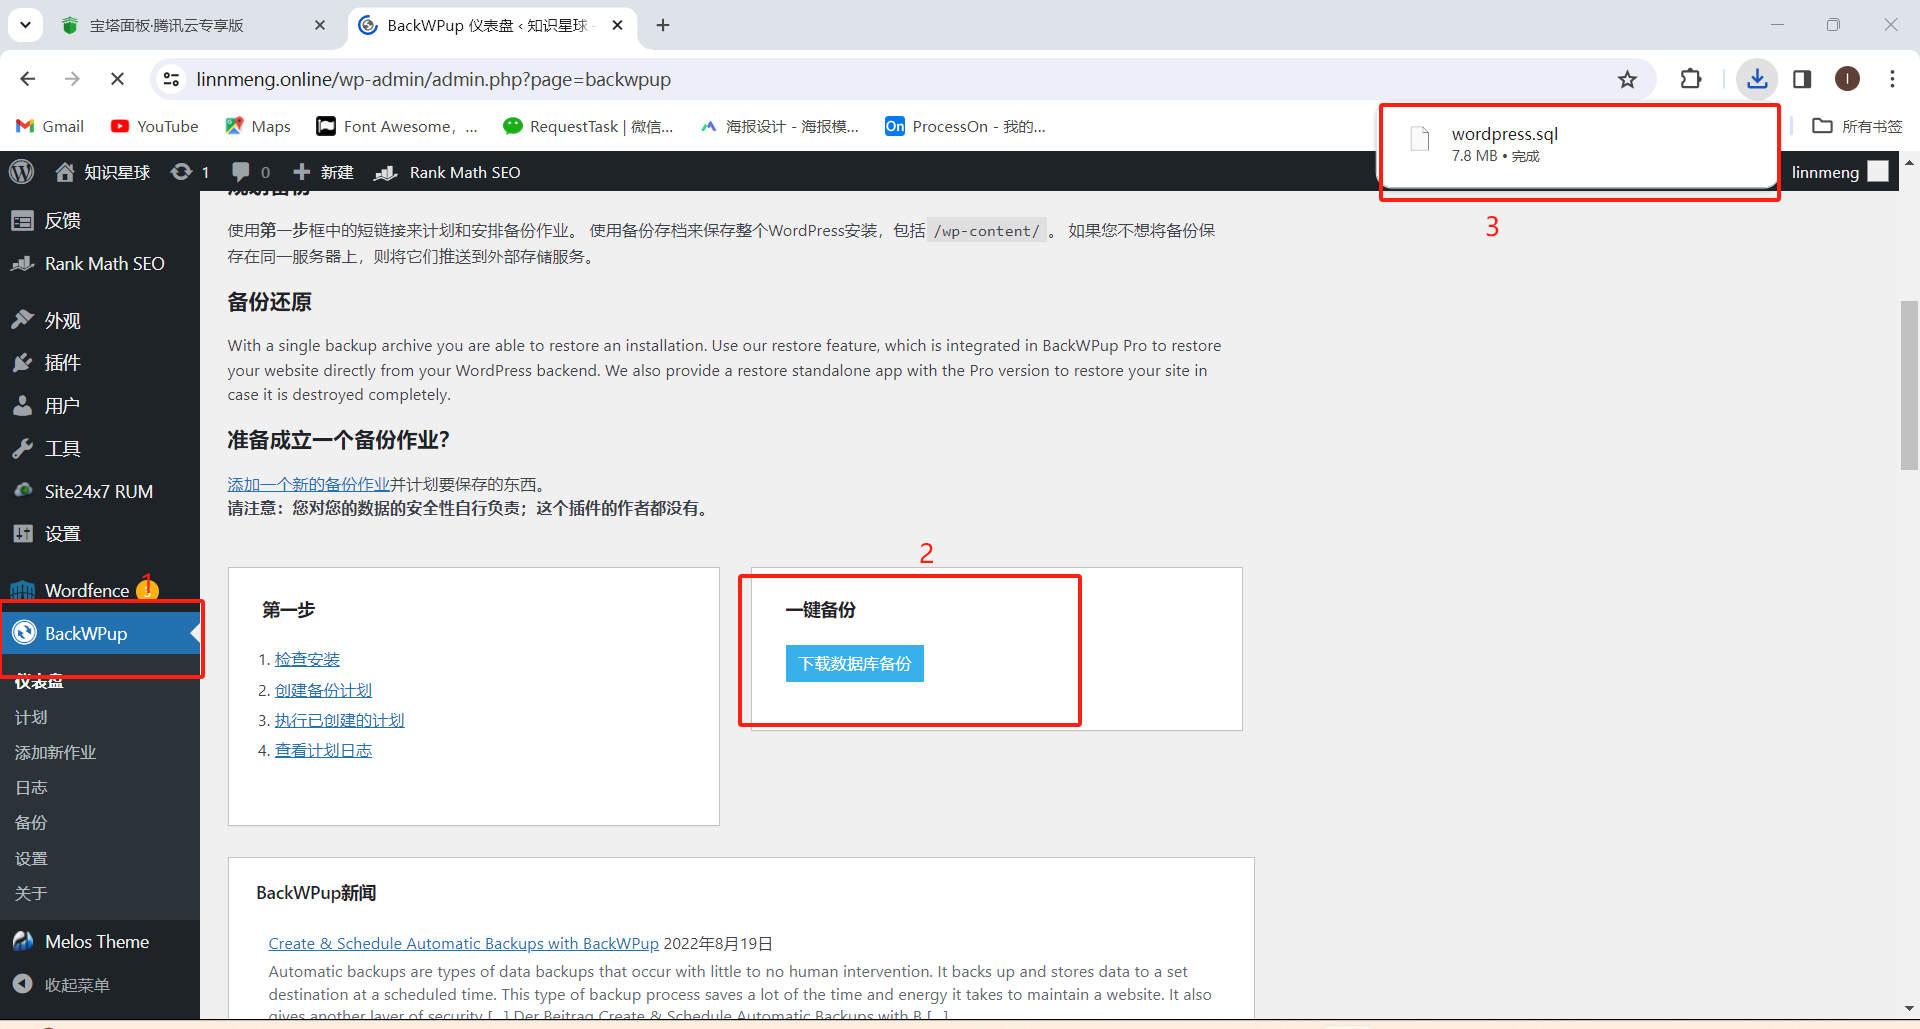 宝塔面板·腾讯云专享版
BackWPup 仪表盘 ‹ 知识星球 -
linnmeng.online/wp-admin/admin.php?page=backwpup
Gmail
YouTube
Maps
Font Awesome, ...
RequestTask | 微信...
海报设计 - 海报模...
On
ProcessOn - 我的...
所有书签
wordpress.sql
7.8 MB • 完成
3
知识星球
1
0
新建
Rank Math SEO
linnmeng
反馈
Rank Math SEO
外观
插件
用户
工具
Site24x7 RUM
设置
Wordfence
1
BackWPup
仪表盘
计划
添加新作业
日志
备份
设置
关于
Melos Theme
收起菜单
规划备份
使用第一步框中的短链接来计划和安排备份作业。 使用备份存档来保存整个WordPress安装，包括 /wp-content/ 。 如果您不想将备份保
存在同一服务器上，则将它们推送到外部存储服务。
备份还原
With a single backup archive you are able to restore an installation. Use our restore feature, which is integrated in BackWPup Pro to restore
your website directly from your WordPress backend. We also provide a restore standalone app with the Pro version to restore your site in
case it is destroyed completely.
准备成立一个备份作业？
添加一个新的备份作业并计划要保存的东西。
请注意：您对您的数据的安全性自行负责；这个插件的作者都没有。
第一步
1. 检查安装
2. 创建备份计划
3. 执行已创建的计划
4. 查看计划日志
2
一键备份
下载数据库备份
BackWPup新闻
Create & Schedule Automatic Backups with BackWPup 2022年8月19日
Automatic backups are types of data backups that occur with little to no human intervention. It backs up and stores data to a set
destination at a scheduled time. This type of backup process saves a lot of the time and energy it takes to maintain a website. It also
gives another layer of security [...] Der Beitrag Create & Schedule Automatic Backups with B [...]